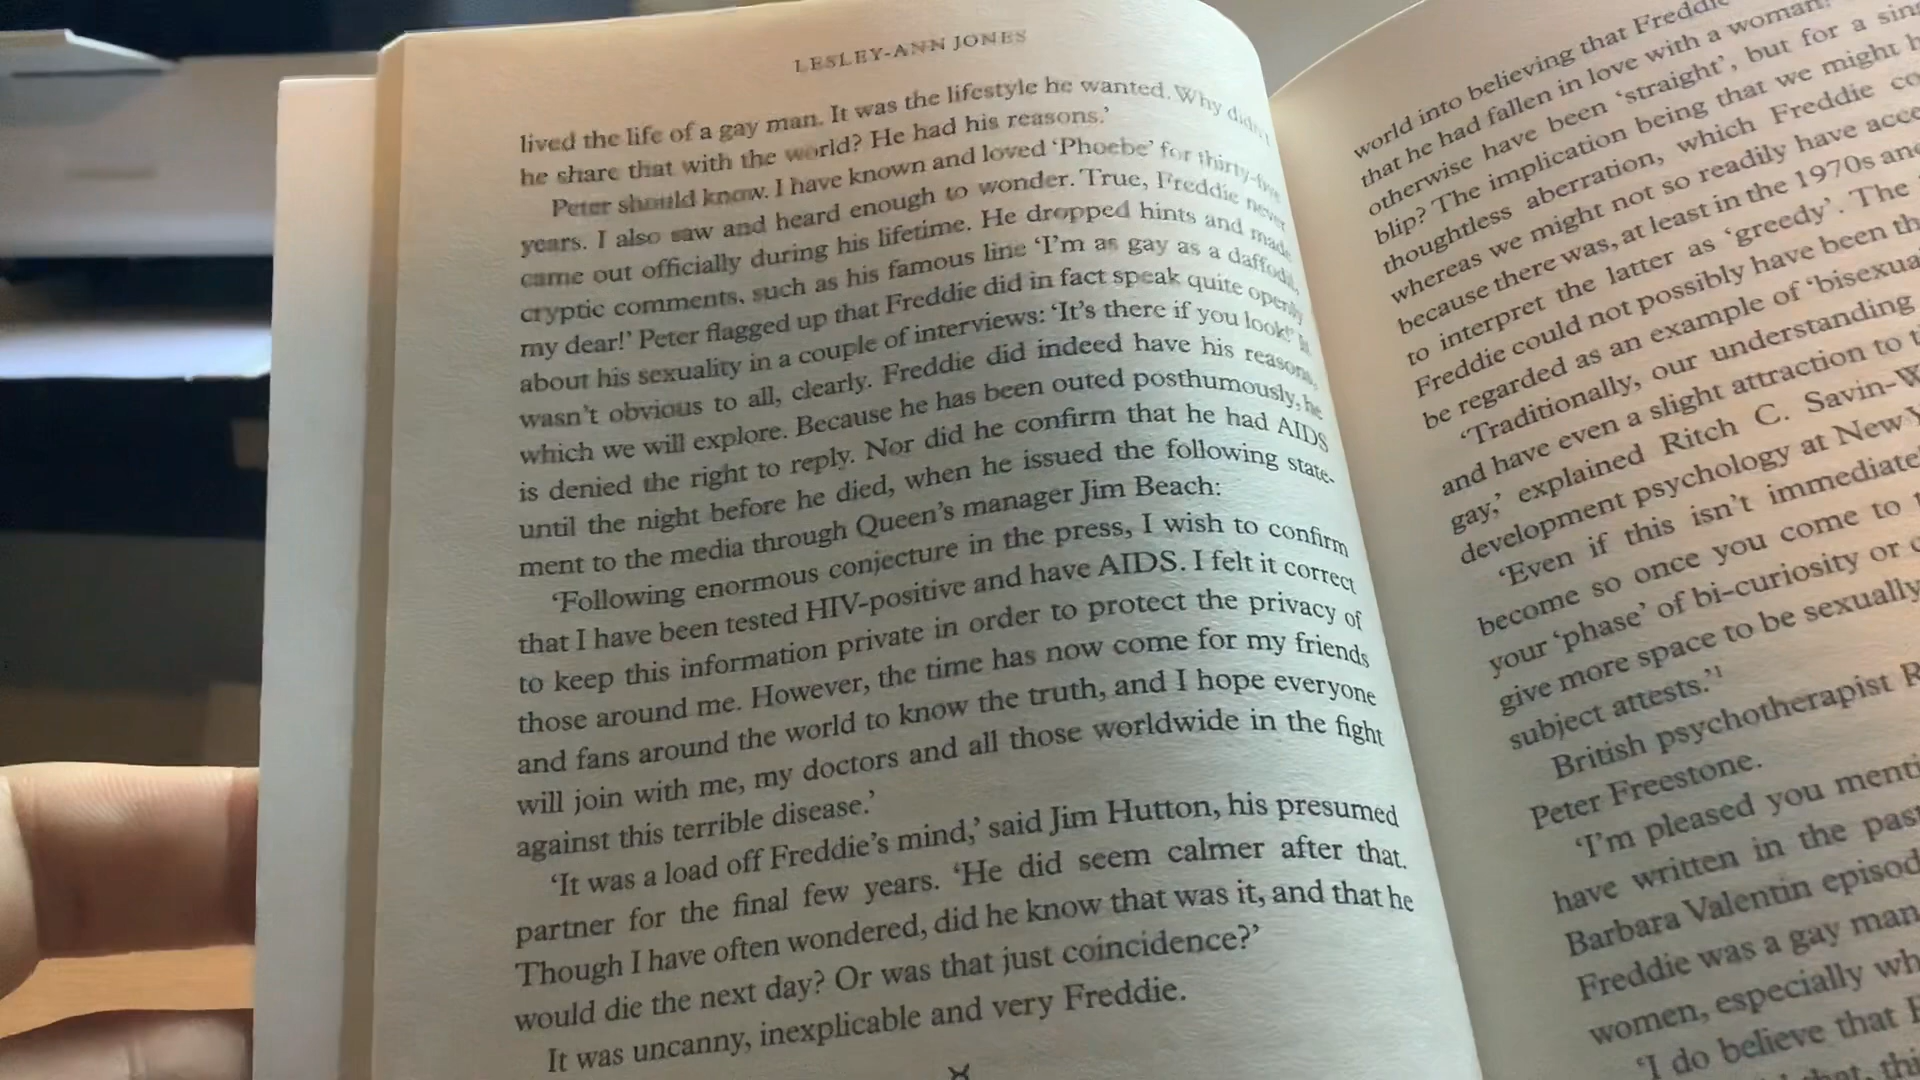 LESLEY-ANN JONES
lived the life of a gay man. It was the lifestyle he wanted. Why didn't
he share that with the world? He had his reasons.'
Peter should know. I have known and loved 'Phoebe' for thirty-five
years. I also saw and heard enough to wonder. True, Freddie never
came out officially during his lifetime. He dropped hints and made
cryptic comments, such as his famous line 'I'm as gay as a daffodil,
my dear!' Peter flagged up that Freddie did in fact speak quite openly
about his sexuality in a couple of interviews: 'It's there if you look!' It
wasn't obvious to all, clearly. Freddie did indeed have his reasons,
which we will explore. Because he has been outed posthumously, he
is denied the right to reply. Nor did he confirm that he had AIDS
until the night before he died, when he issued the following state-
ment to the media through Queen's manager Jim Beach:
'Following enormous conjecture in the press, I wish to confirm
that I have been tested HIV-positive and have AIDS. I felt it correct
to keep this information private in order to protect the privacy of
those around me. However, the time has now come for my friends
and fans around the world to know the truth, and I hope everyone
will join with me, my doctors and all those worldwide in the fight
against this terrible disease.'
'It was a load off Freddie's mind,' said Jim Hutton, his presumed
partner for the final few years. 'He did seem calmer after that.
Though I have often wondered, did he know that was it, and that he
would die the next day? Or was that just coincidence?'
It was uncanny, inexplicable and very Freddie.
world into believing that Freddie
that he had fallen in love with a woman
otherwise have been 'straight', but for a
blip? The implication being that we might
thoughtless aberration, which Freddie
whereas we might not so readily have
because there was, at least in the 1970s
to interpret the latter as 'greedy'. The
Freddie could not possibly have been
be regarded as an example of
'Traditionally, our understanding
and have even a slight attraction to
gay,' explained Ritch C.
development psychology at New
'Even if this isn't
become so once you come to
your 'phase' of bi-curiosity or
give more space to be sexually
subject attests.'1
British psychotherapist
Peter Freestone.
'I'm pleased you
have written in the past
Barbara Valentin
Freddie was a gay man
women, especially
'I do believe that